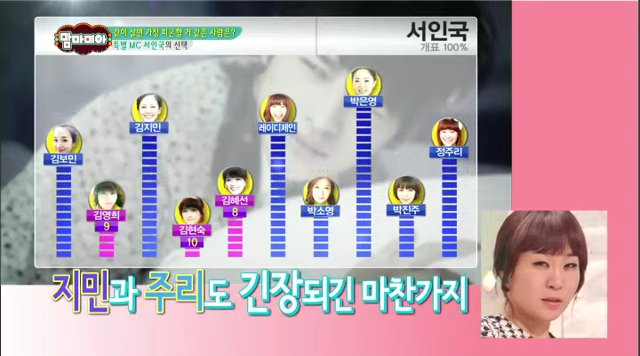 맘마미아
같이 살면 가장 피곤할 거 같은 사람은?
특별 MC 서인국의 선택
서인국
개표 100%
박은영
김지민
레이디제인
정주리
김보민
김혜선
8
박소영
박진주
김영희
9
김현숙
10
지민과 주리도 긴장되긴 마찬가지